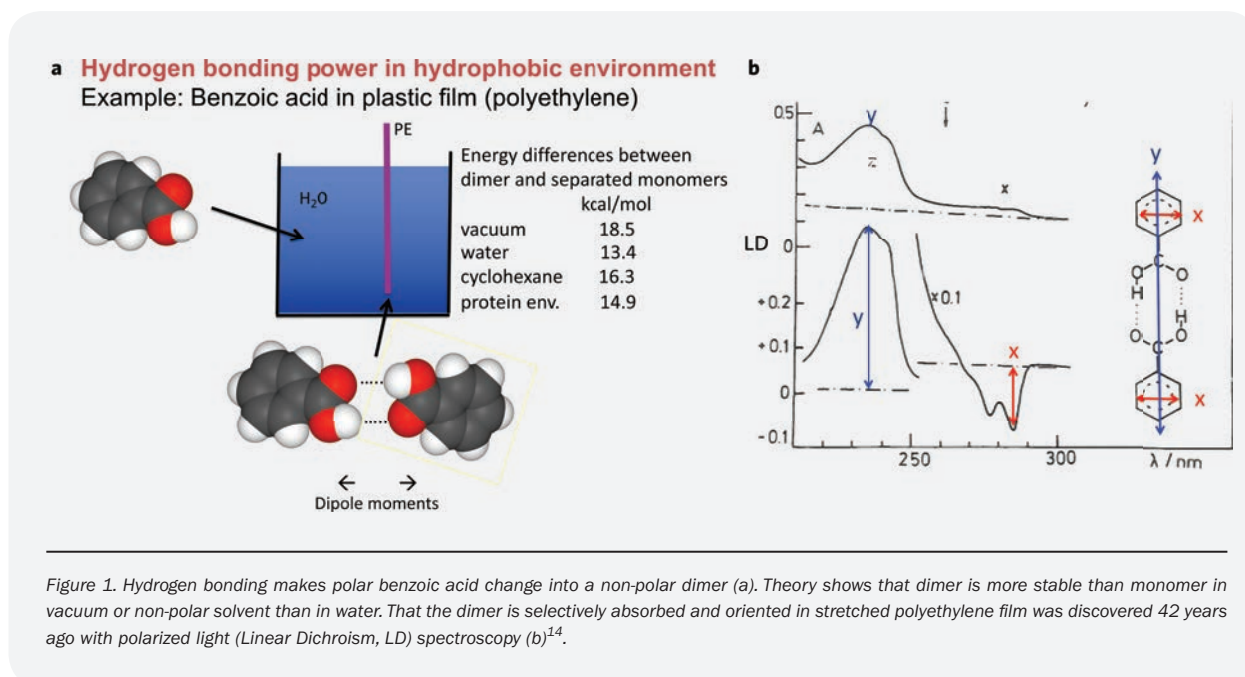 a Hydrogen bonding power in hydrophobic environment
Example: Benzoic acid in plastic film (polyethylene)
PE
H₂O
Energy differences between
dimer and separated monomers
kcal/mol
vacuum 18.5
water 13.4
cyclohexane 16.3
protein env. 14.9
Dipole moments
b
0.5
A
y
z
x
LD 0
+0.2
+0.1
0
-0.1
y
x 0.1
x
250
300
λ / nm
y
x
C
O O
H
H
O O
C
x
Figure 1. Hydrogen bonding makes polar benzoic acid change into a non-polar dimer (a). Theory shows that dimer is more stable than monomer in
vacuum or non-polar solvent than in water. That the dimer is selectively absorbed and oriented in stretched polyethylene film was discovered 42 years
ago with polarized light (Linear Dichroism, LD) spectroscopy (b)¹⁴.